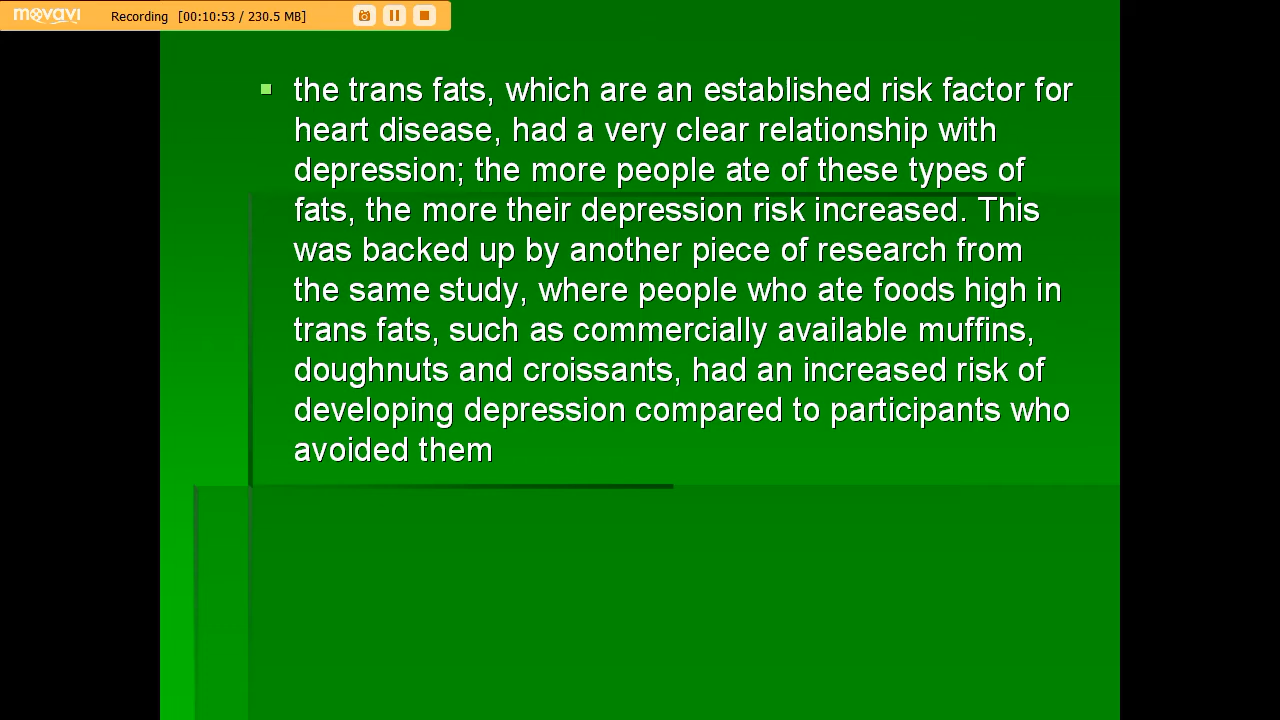 movavi Recording [00:10:53 / 230.5 MB]
the trans fats, which are an established risk factor for
heart disease, had a very clear relationship with
depression; the more people ate of these types of
fats, the more their depression risk increased. This
was backed up by another piece of research from
the same study, where people who ate foods high in
trans fats, such as commercially available muffins,
doughnuts and croissants, had an increased risk of
developing depression compared to participants who
avoided them